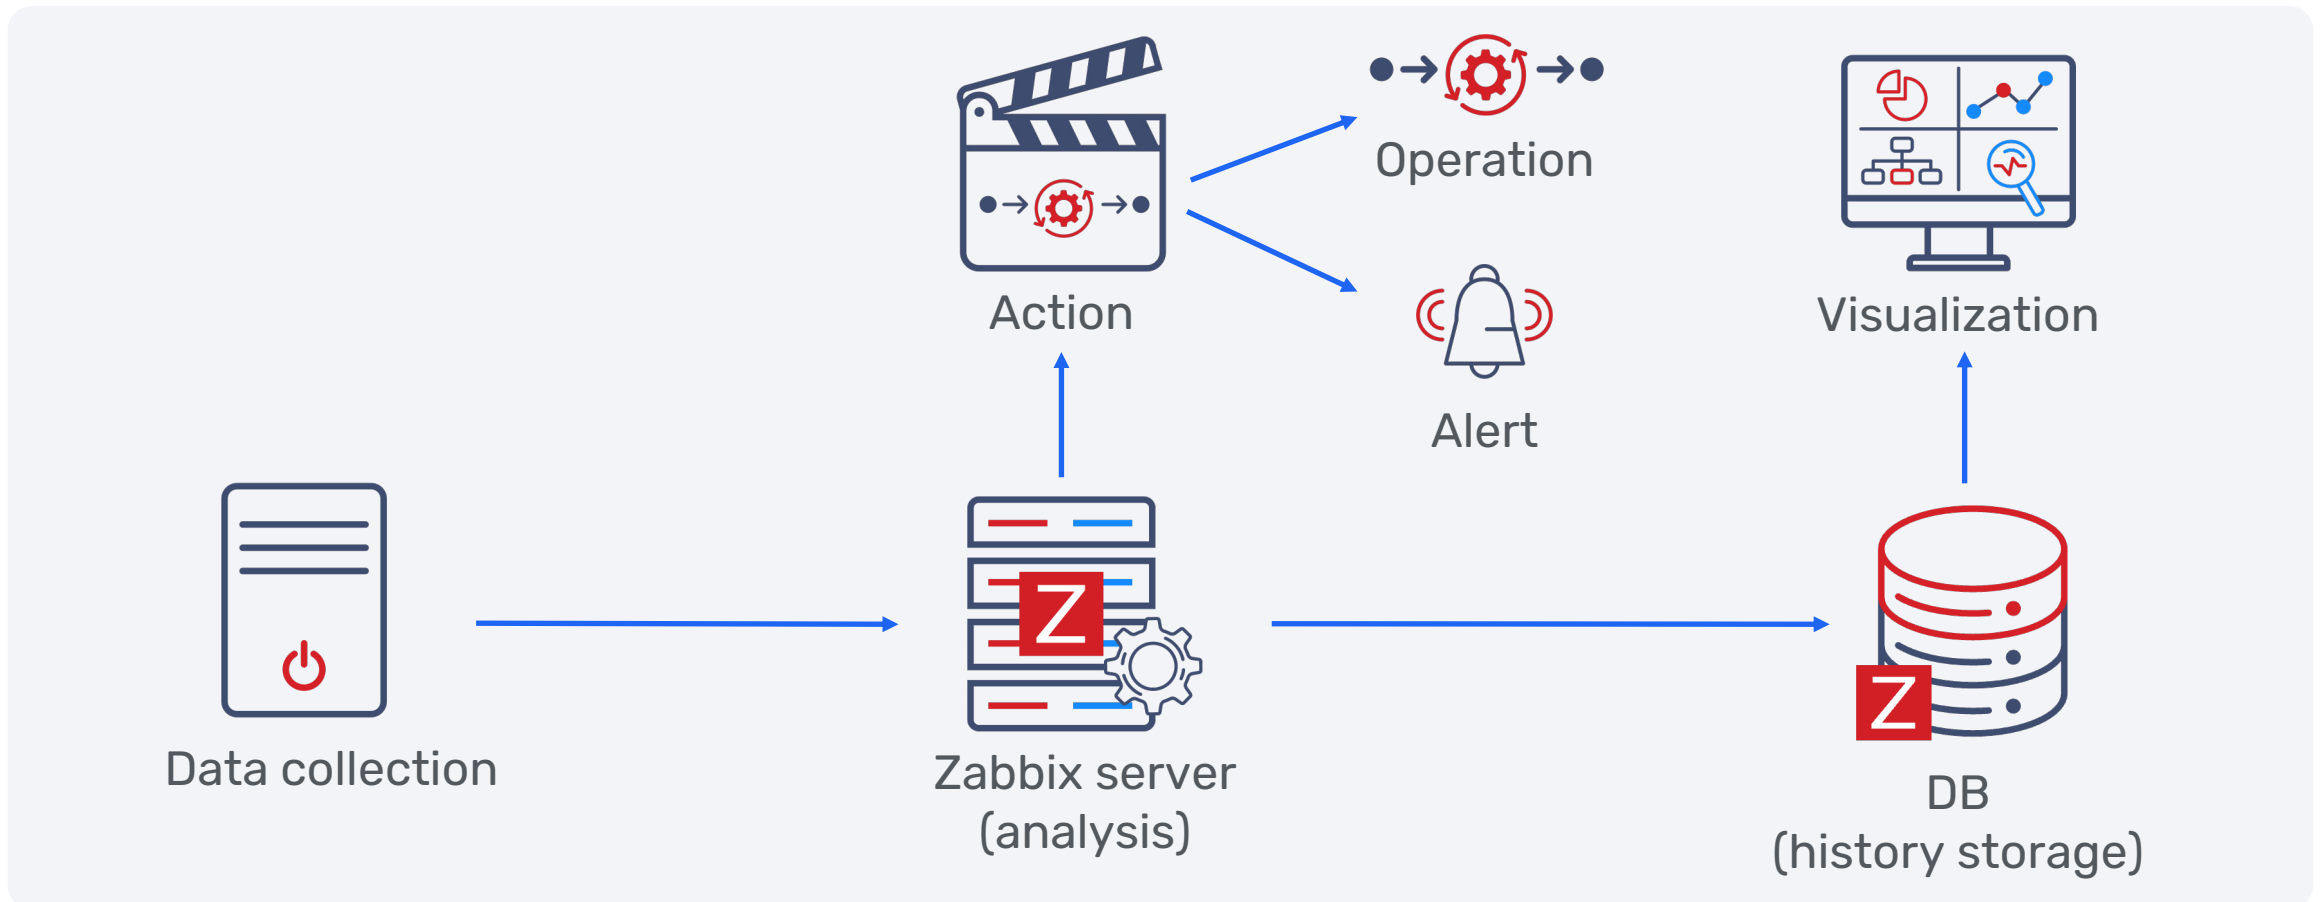 Operation
Action
Visualization
Alert
Z
Z
Data collection
Zabbix server
(analysis)
DB
(history storage)